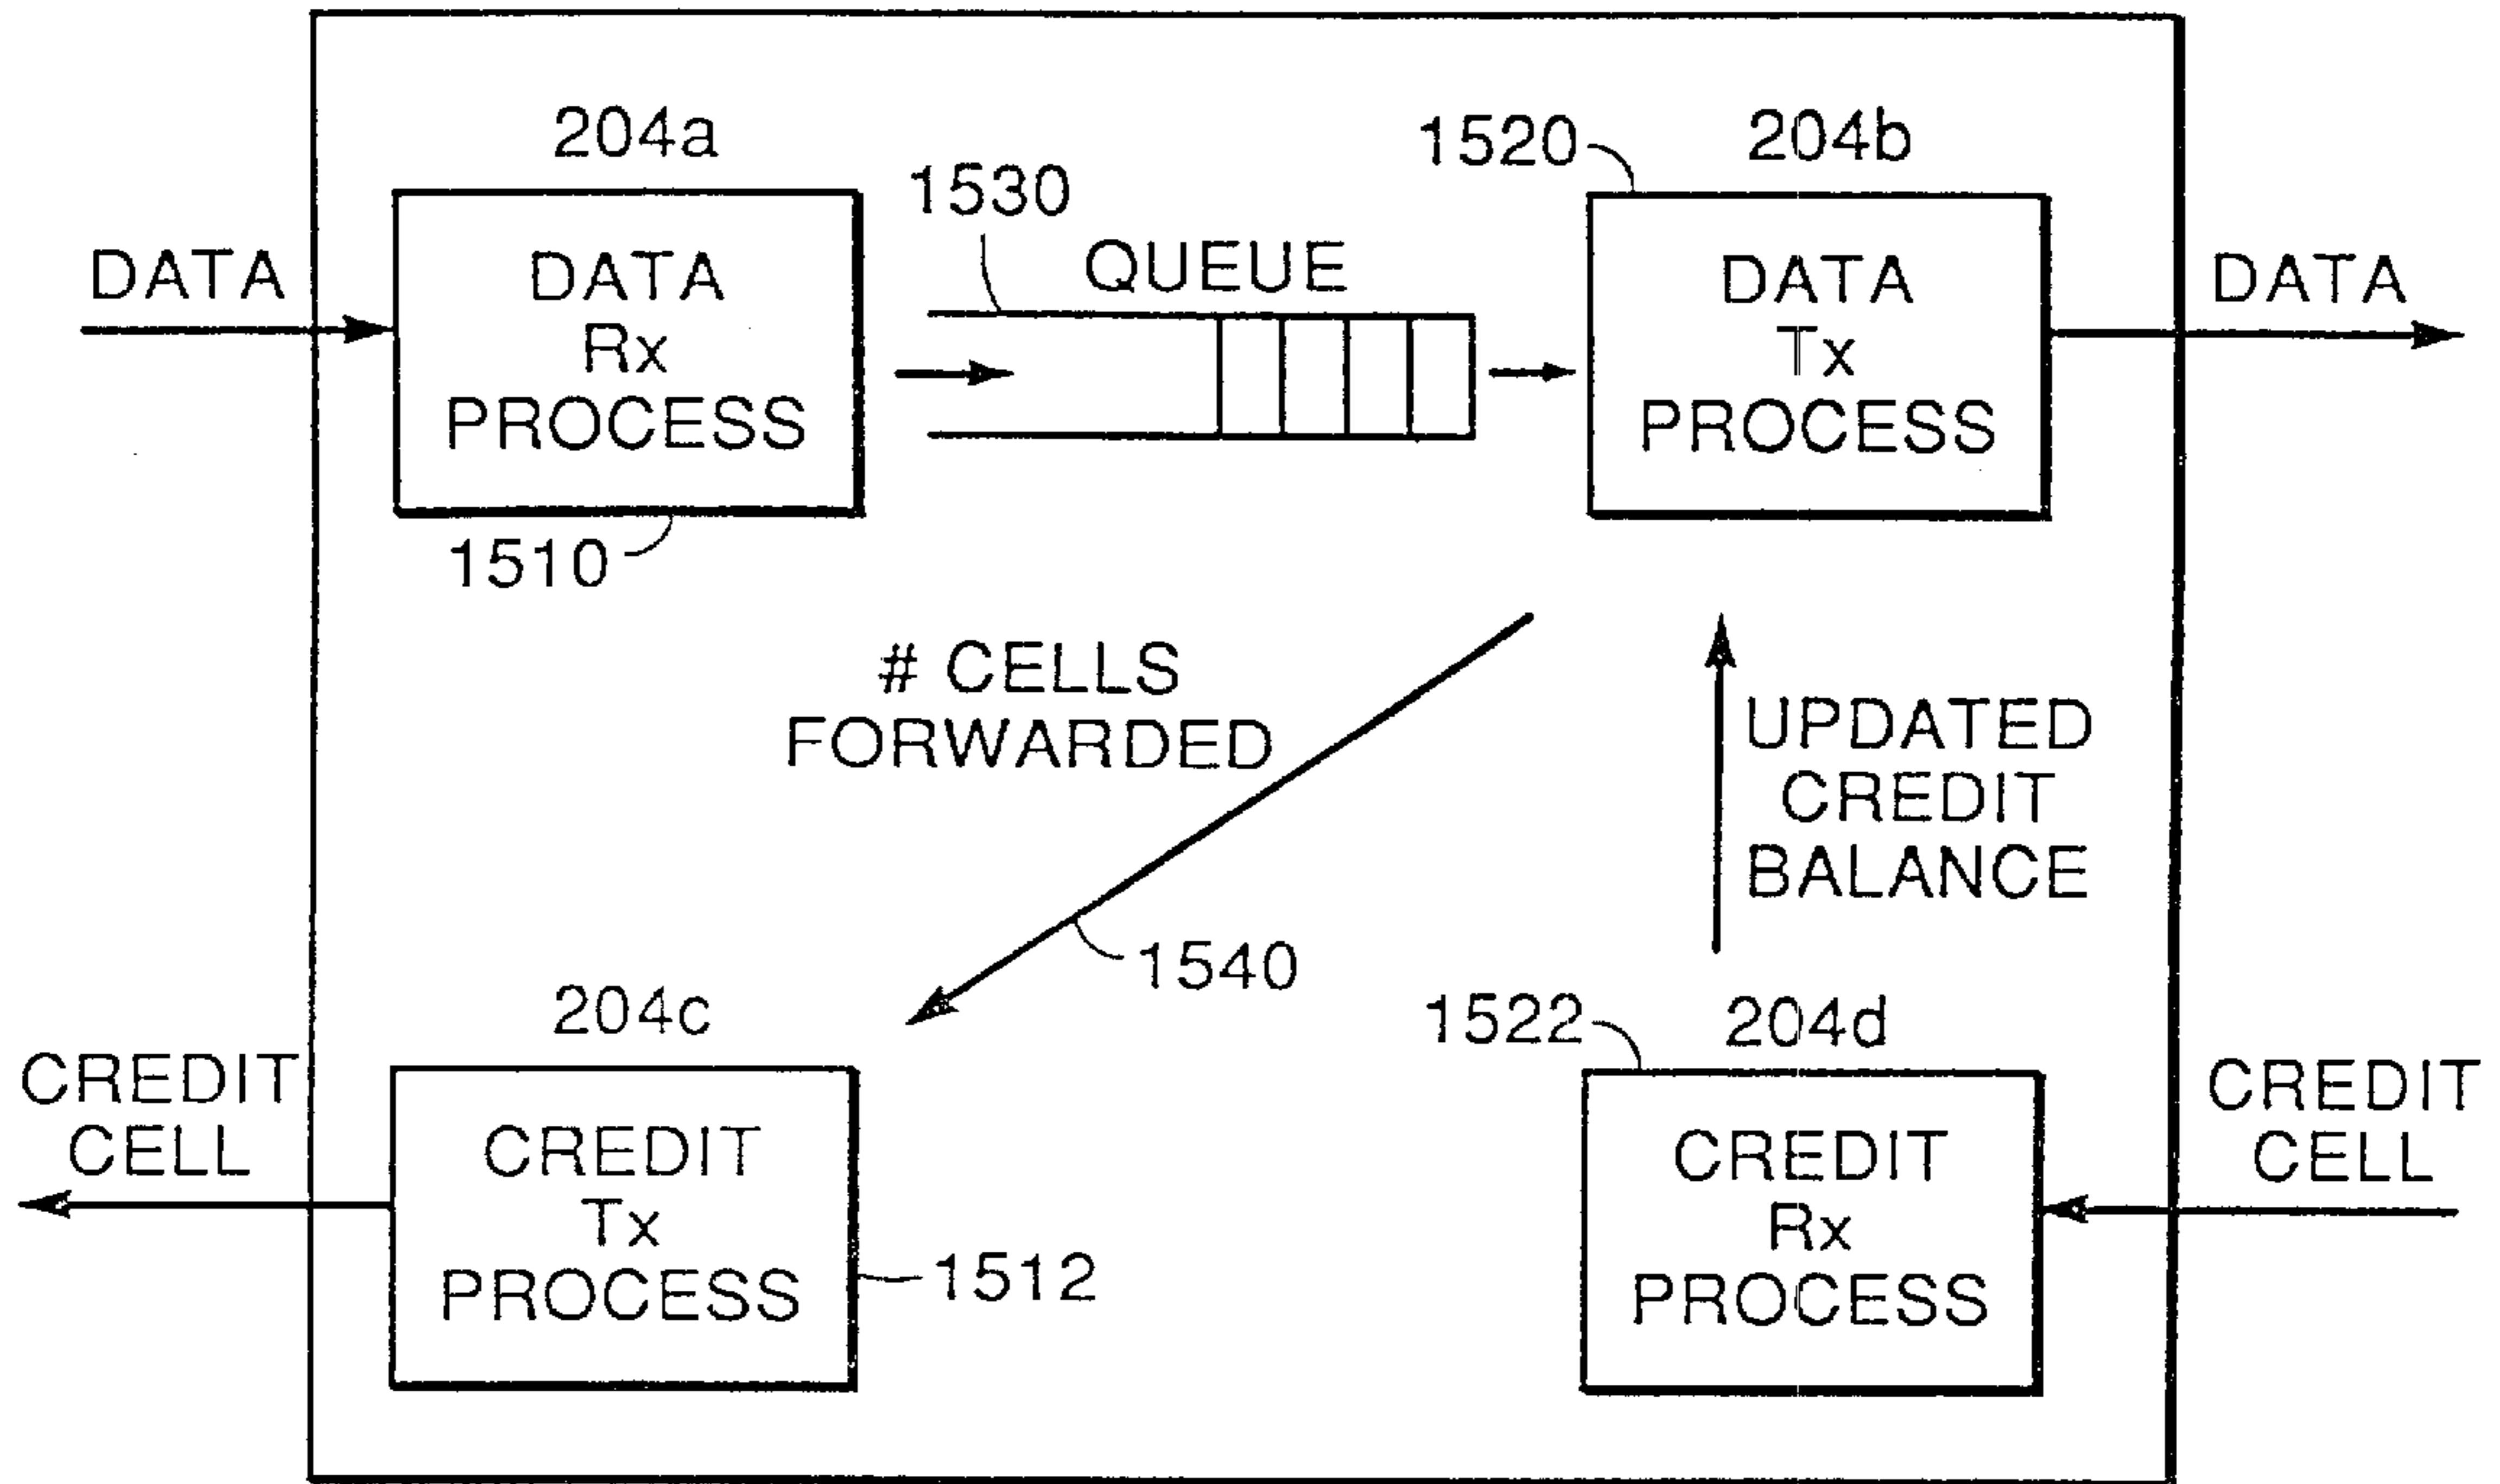 204a
1520
204b
1530
DATA
DATA
Rx
PROCESS
QUEUE
DATA
Tx
PROCESS
DATA
1510
# CELLS
FORWARDED
UPDATED
CREDIT
BALANCE
1540
204c
1522
204d
CREDIT
CELL
CREDIT
Tx
PROCESS
1512
CREDIT
Rx
PROCESS
CREDIT
CELL